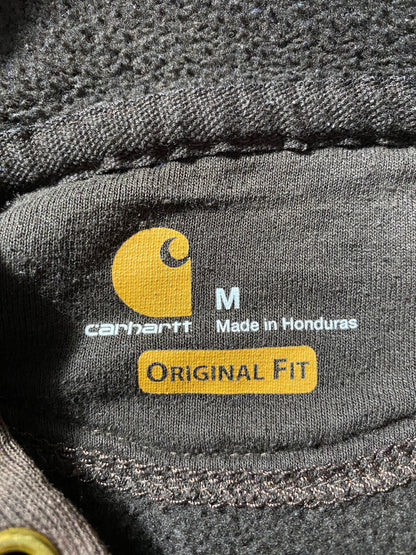 M
carhartt Made in Honduras
ORIGINAL FIT